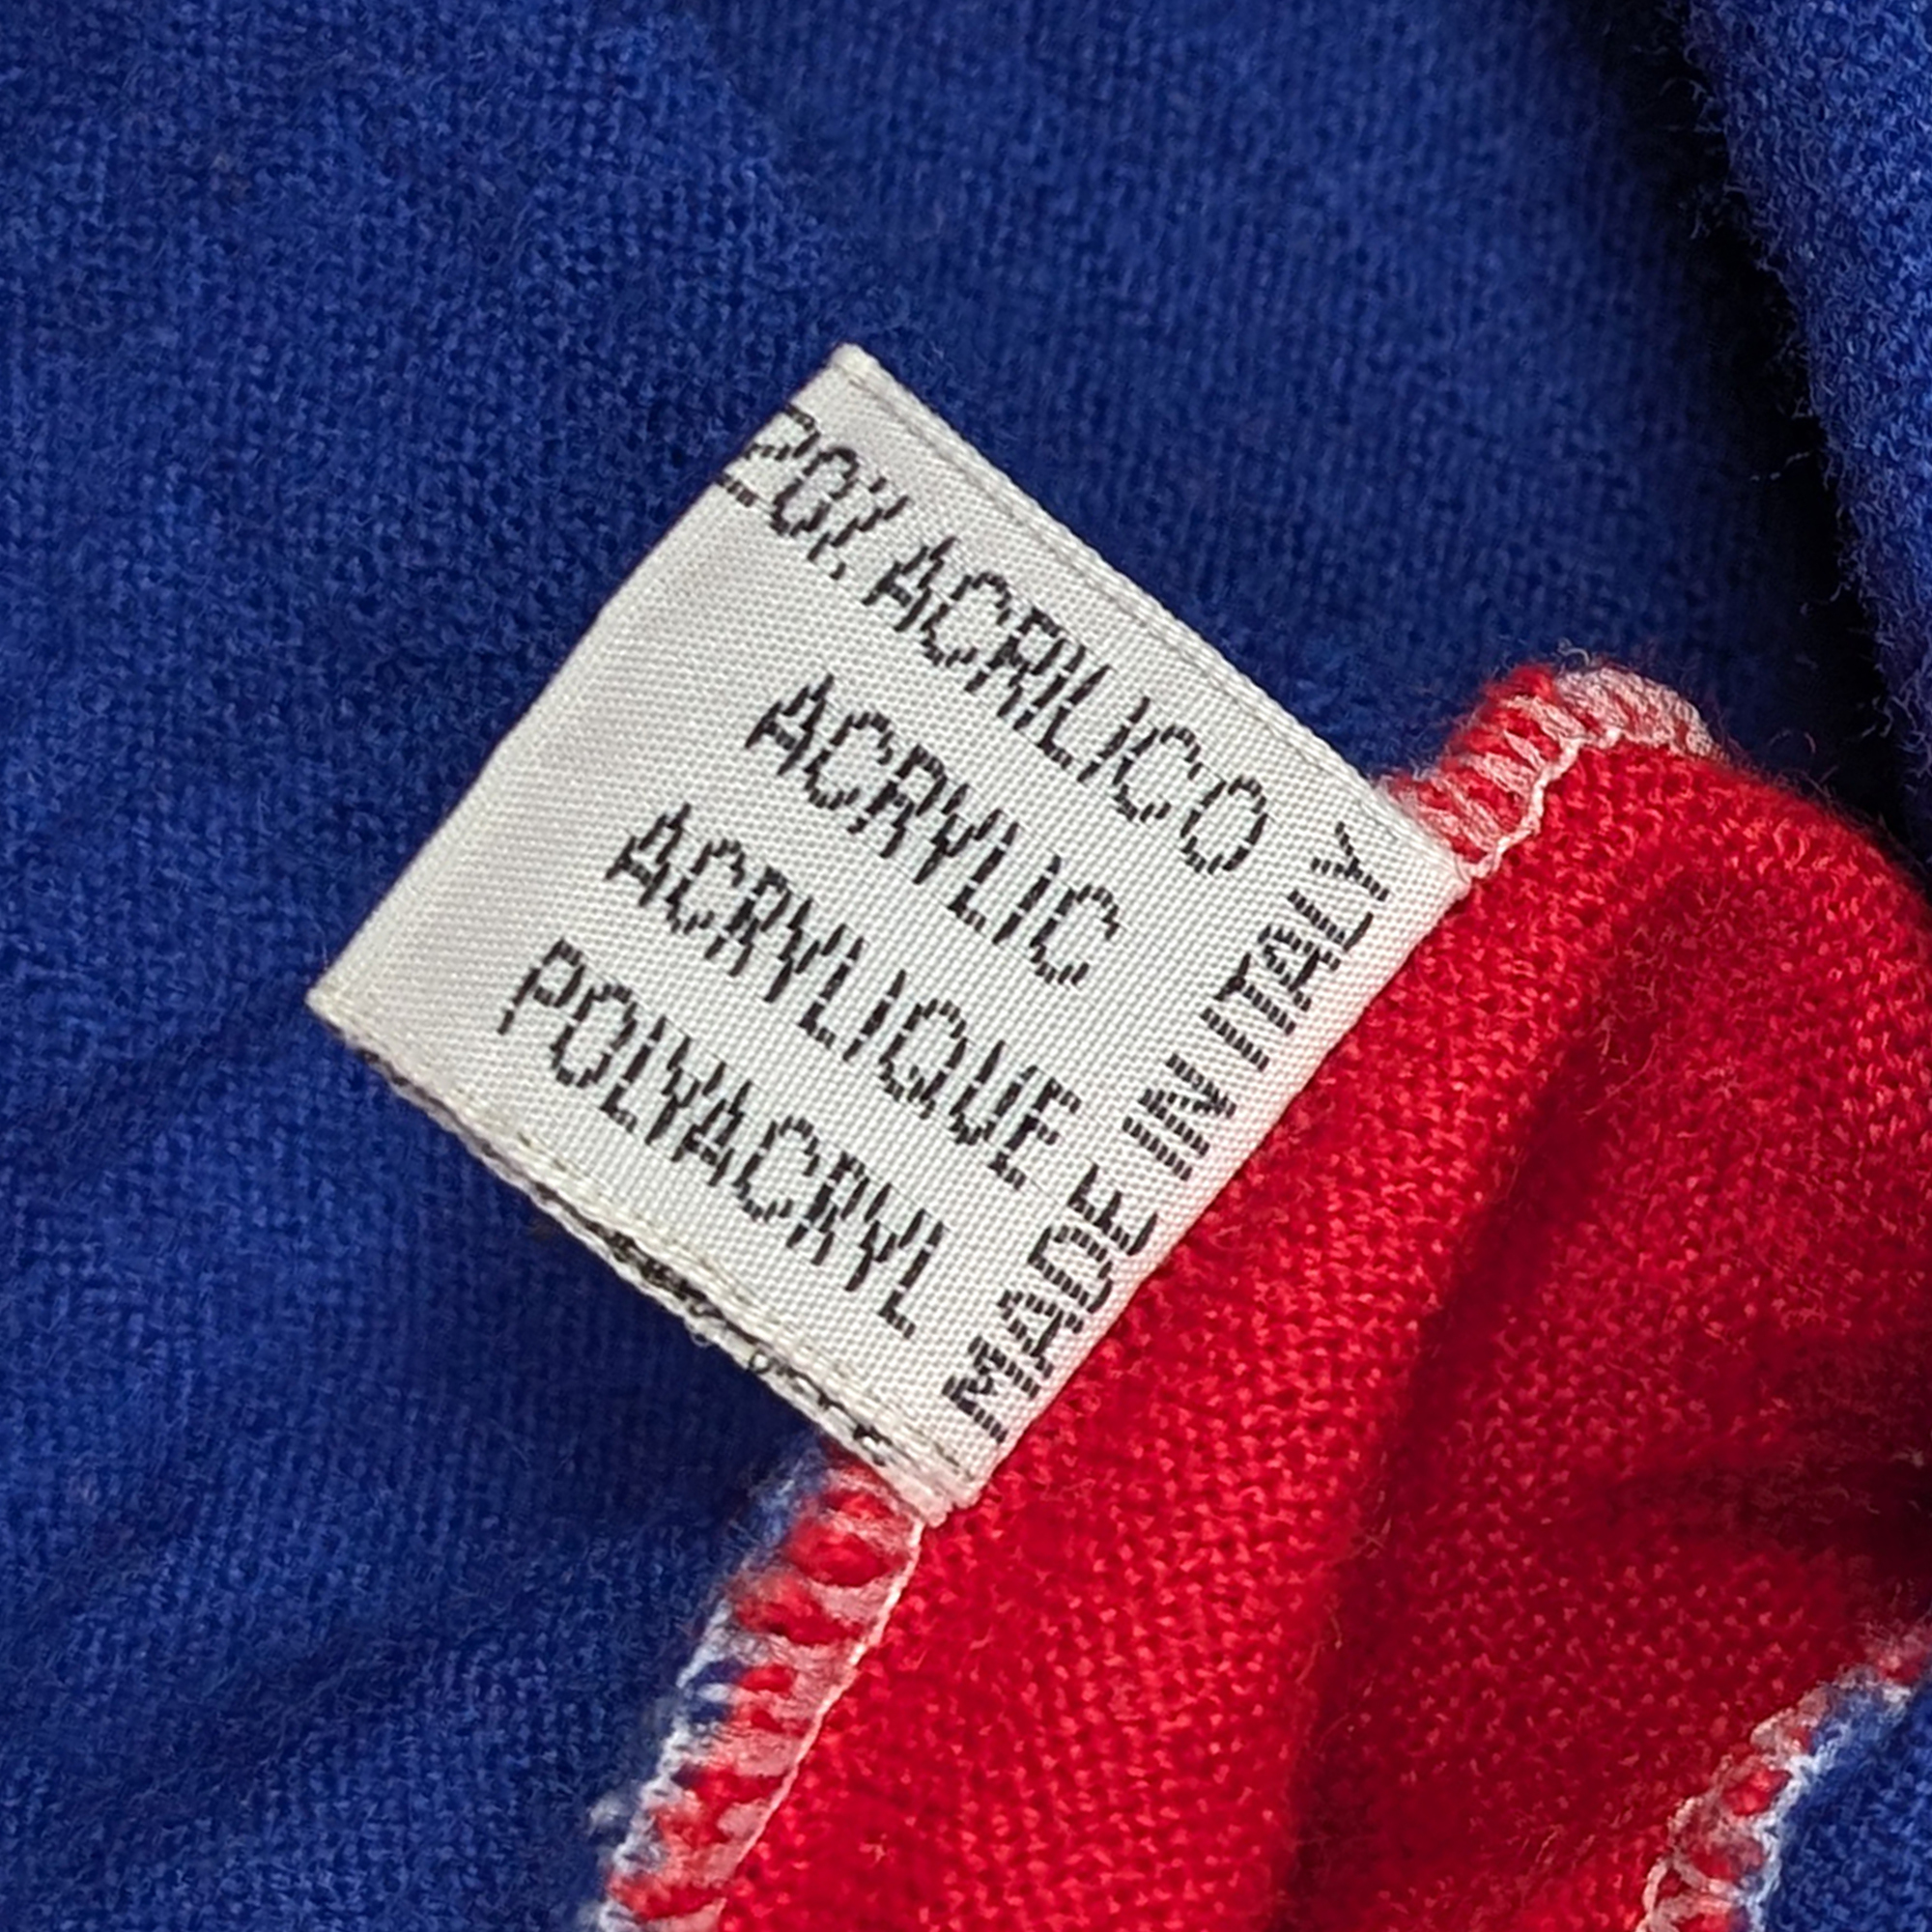 20% ACRILICO
ACRYLIC
ACRYLIQUE
POLYACRYL
MADE IN ITALY